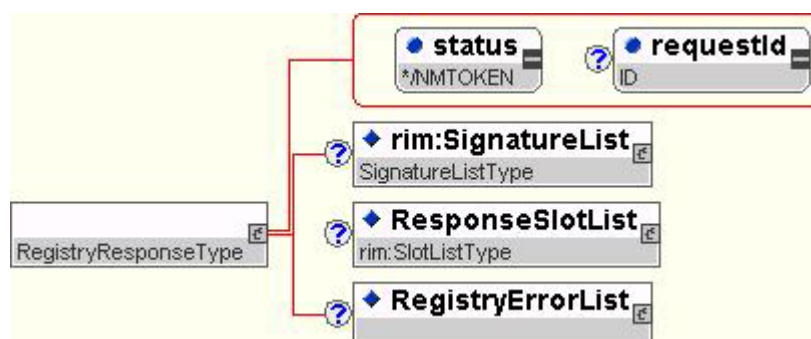 status
*/NMTOKEN
? requestId
ID
? rim:SignatureList
SignatureListType
RegistryResponseType
? ResponseSlotList
rim:SlotListType
? RegistryErrorList